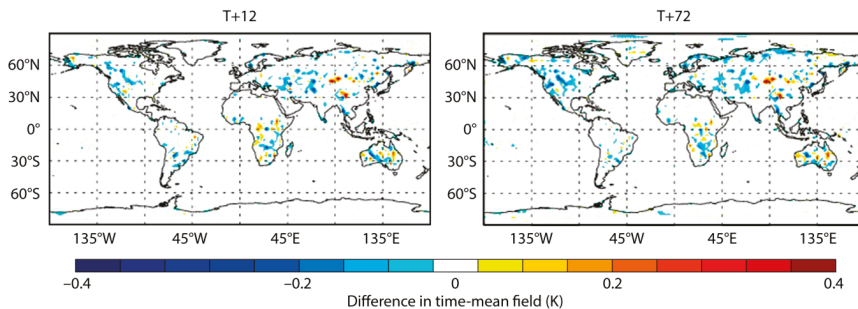 T+12
T+72
60°N
30°N
0°
30°S
60°S
60°N
30°N
0°
30°S
60°S
135°W 45°W 45°E 135°E
135°W 45°W 45°E 135°E
–0.4 –0.2 0 0.2 0.4
Difference in time-mean field (K)